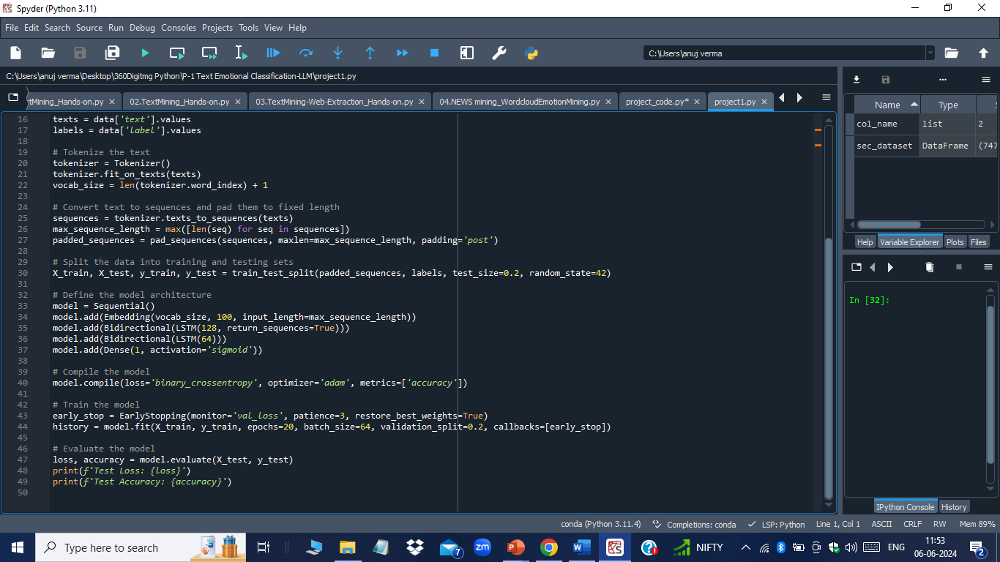 Spyder (Python 3.11)
File Edit Search Source Run Debug Consoles Projects Tools View Help
C:\Users\anuj verma
C:\Users\anuj verma\Desktop\360Digitmg Python\P-1 Text Emotional Classification-LLM\project1.py
tMining_Hands-on.py 02.TextMining_Hands-on.py 03.TextMining-Web-Extraction_Hands-on.py 04.NEWS mining_WordcloudEmotionMining.py project_code.py* project1.py
16 texts = data['text'].values
17 labels = data['label'].values
18
19 # Tokenize the text
20 tokenizer = Tokenizer()
21 tokenizer.fit_on_texts(texts)
22 vocab_size = len(tokenizer.word_index) + 1
23
24 # Convert text to sequences and pad them to fixed length
25 sequences = tokenizer.texts_to_sequences(texts)
26 max_sequence_length = max([len(seq) for seq in sequences])
27 padded_sequences = pad_sequences(sequences, maxlen=max_sequence_length, padding='post')
28
29 # Split the data into training and testing sets
30 X_train, X_test, y_train, y_test = train_test_split(padded_sequences, labels, test_size=0.2, random_state=42)
31
32 # Define the model architecture
33 model = Sequential()
34 model.add(Embedding(vocab_size, 100, input_length=max_sequence_length))
35 model.add(Bidirectional(LSTM(128, return_sequences=True)))
36 model.add(Bidirectional(LSTM(64)))
37 model.add(Dense(1, activation='sigmoid'))
38
39 # Compile the model
40 model.compile(loss='binary_crossentropy', optimizer='adam', metrics=['accuracy'])
41
42 # Train the model
43 early_stop = EarlyStopping(monitor='val_loss', patience=3, restore_best_weights=True)
44 history = model.fit(X_train, y_train, epochs=20, batch_size=64, validation_split=0.2, callbacks=[early_stop])
45
46 # Evaluate the model
47 loss, accuracy = model.evaluate(X_test, y_test)
48 print(f'Test Loss: {loss}')
49 print(f'Test Accuracy: {accuracy}')
50
Name Type
col_name list 2
sec_dataset DataFrame (747
Help Variable Explorer Plots Files
In [32]:
IPython Console History
conda (Python 3.11.4) Completions: conda LSP: Python Line 1, Col 1 ASCII CRLF RW Mem 89%
Type here to search 7 zm NIFTY ENG 11:53
06-06-2024 2